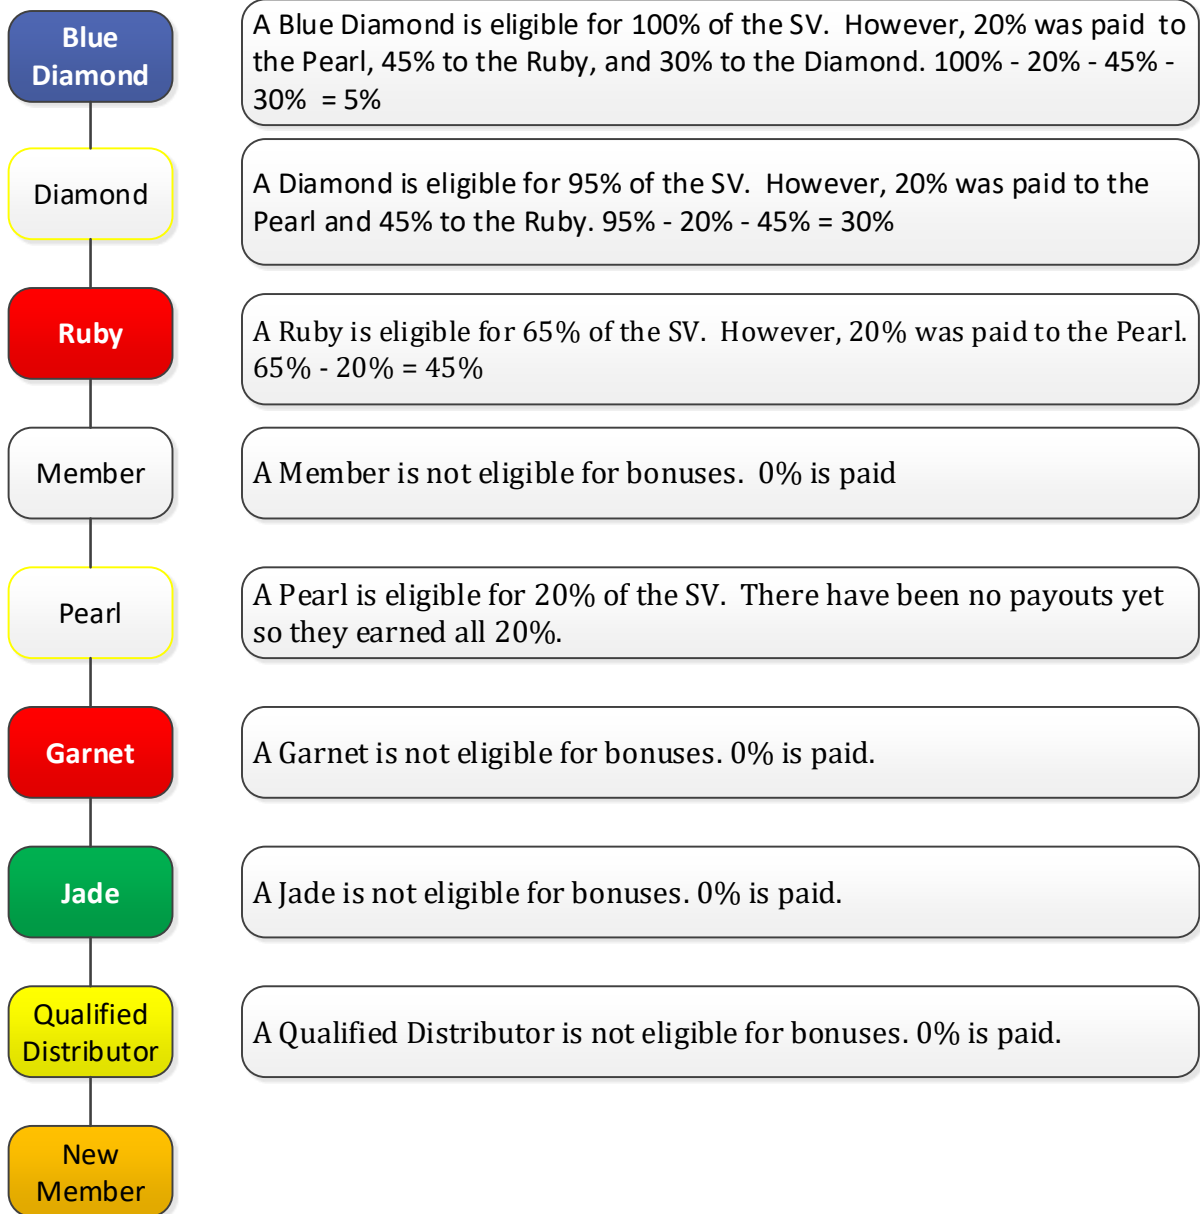 Blue
Diamond
A Blue Diamond is eligible for 100% of the SV.  However, 20% was paid  to
the Pearl, 45% to the Ruby, and 30% to the Diamond. 100% - 20% - 45% -
30%  = 5%
Diamond
A Diamond is eligible for 95% of the SV.  However, 20% was paid to the
Pearl and 45% to the Ruby. 95% - 20% - 45% = 30%
Ruby
A Ruby is eligible for 65% of the SV.  However, 20% was paid to the Pearl.
65% - 20% = 45%
Member
A Member is not eligible for bonuses.  0% is paid
Pearl
A Pearl is eligible for 20% of the SV.  There have been no payouts yet
so they earned all 20%.
Garnet
A Garnet is not eligible for bonuses. 0% is paid.
Jade
A Jade is not eligible for bonuses. 0% is paid.
Qualified
Distributor
A Qualified Distributor is not eligible for bonuses. 0% is paid.
New
Member